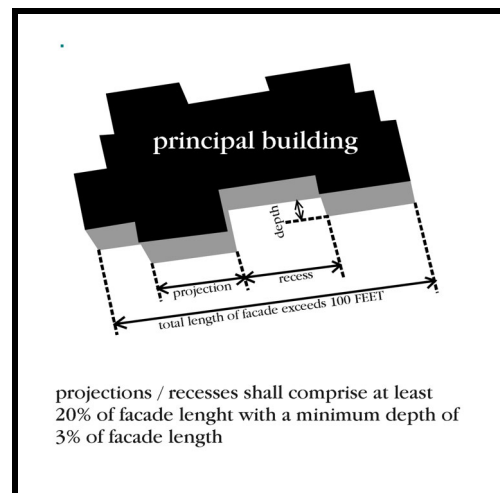 principal building
depth
projection
recess
total length of facade exceeds 100 FEET
projections / recesses shall comprise at least
20% of facade lenght with a minimum depth of
3% of facade length